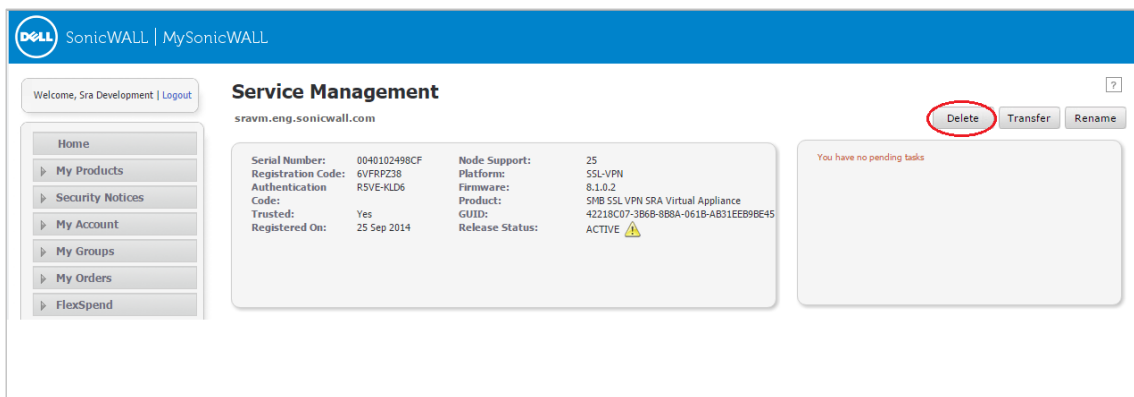 DELL SonicWALL | MySonicWALL
Welcome, Sra Development | Logout
Service Management
?
sravm.eng.sonicwall.com
Delete Transfer Rename
Home
My Products
Security Notices
My Account
My Groups
My Orders
FlexSpend
Serial Number: 0040102498CF
Registration Code: 6VFRPZ38
Authentication R5VE-KLD6
Code:
Trusted: Yes
Registered On: 25 Sep 2014
Node Support: 25
Platform: SSL-VPN
Firmware: 8.1.0.2
Product: SMB SSL VPN SRA Virtual Appliance
GUID: 42218C07-3B6B-8B8A-061B-AB31EEB9BE45
Release Status: ACTIVE
You have no pending tasks